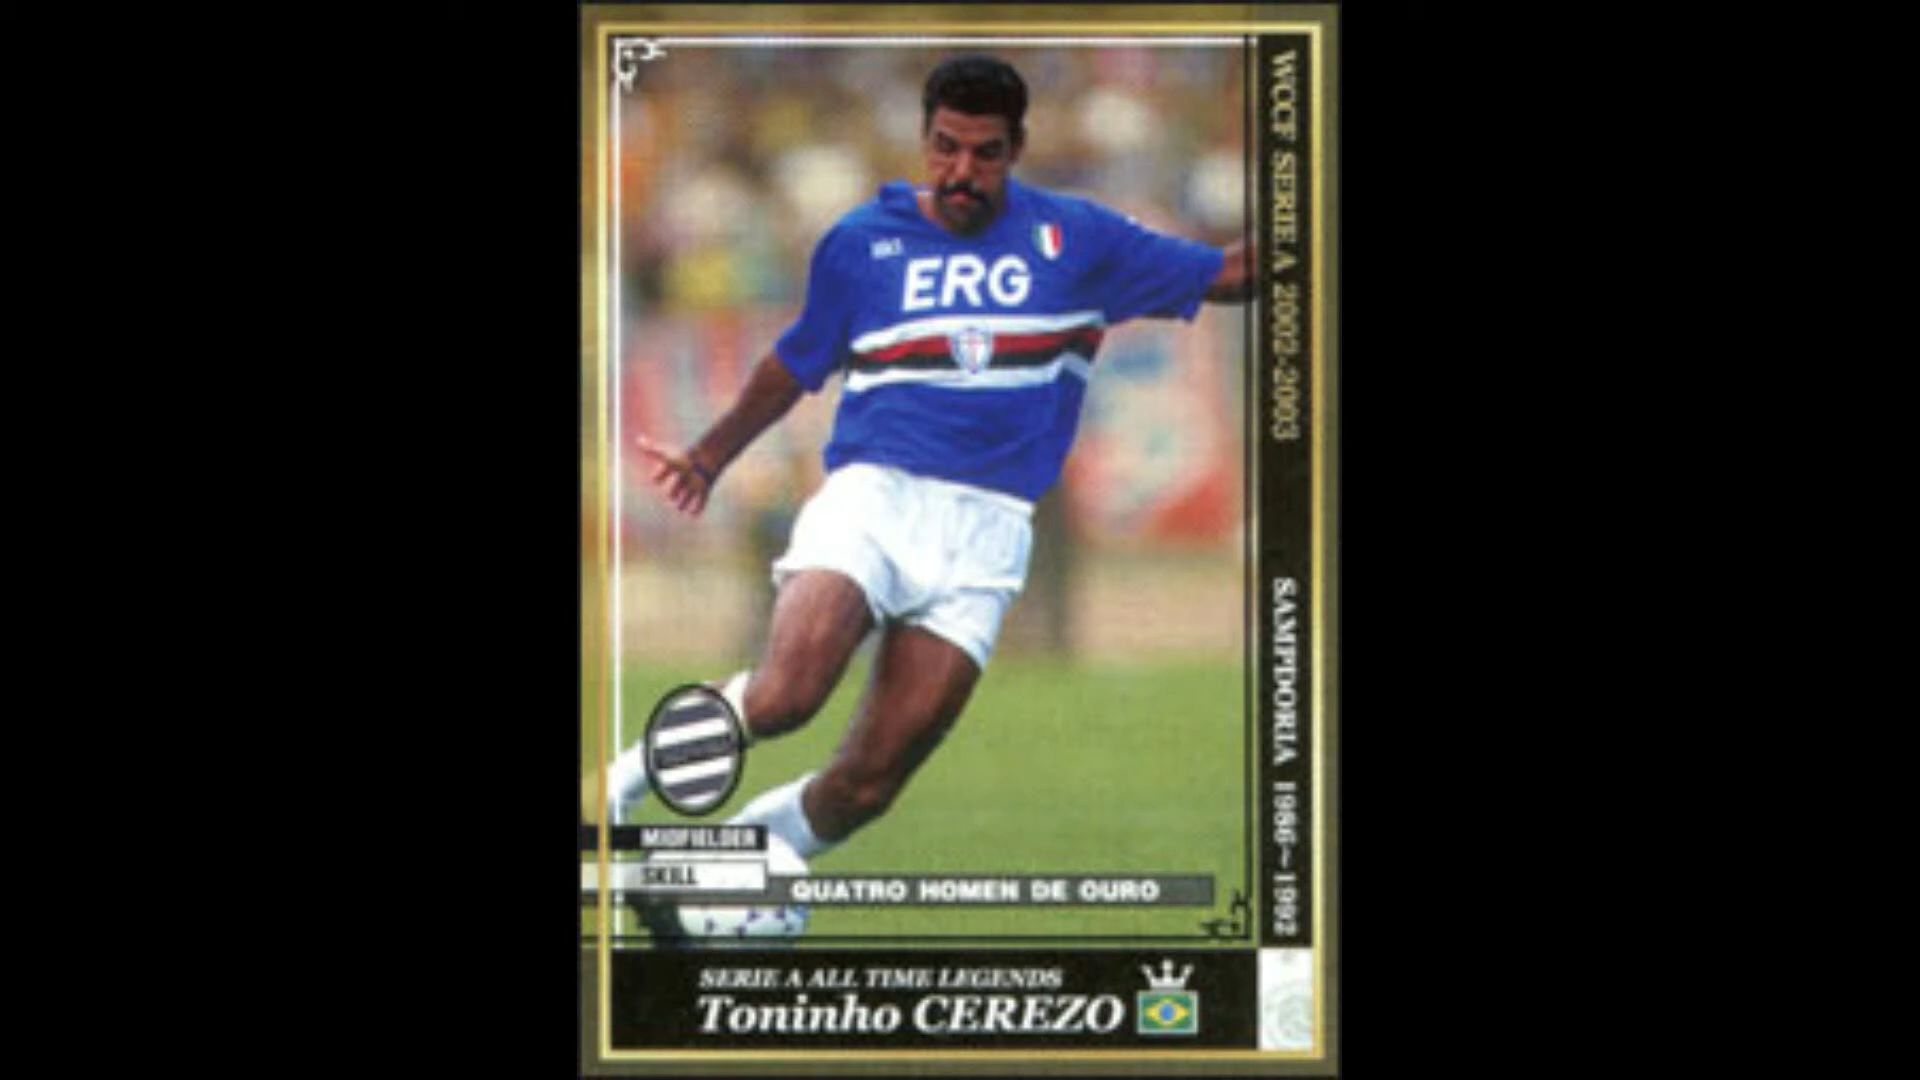 WCCF SERIE A 2002-2003
SAMPDORIA 1986~1992
ERG
MIDFIELDER
SKILL
QUATRO HOMEN DE OURO
SERIE A ALL TIME LEGENDS
Toninho CEREZO